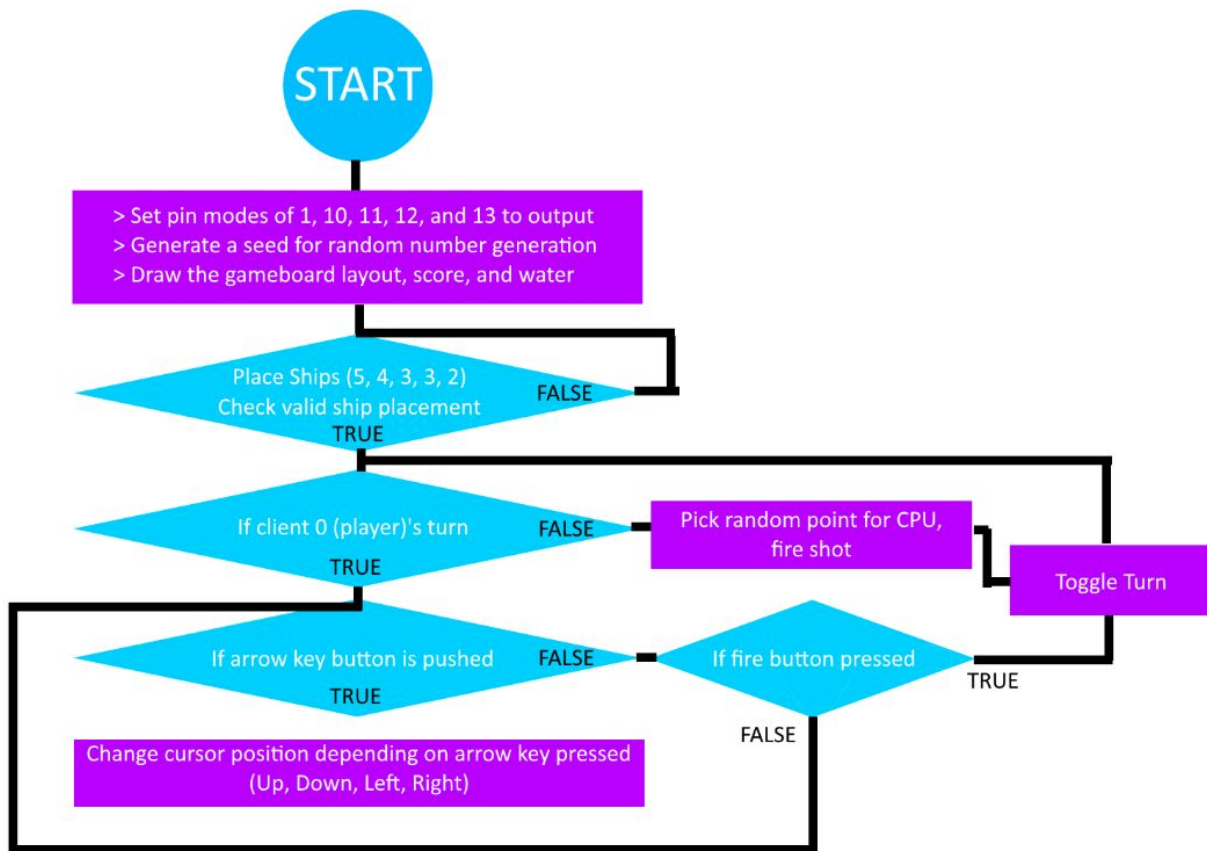 START
> Set pin modes of 1, 10, 11, 12, and 13 to output
> Generate a seed for random number generation
> Draw the gameboard layout, score, and water
Place Ships (5, 4, 3, 3, 2)
Check valid ship placement
FALSE
TRUE
If client 0 (player)'s turn
FALSE
TRUE
Pick random point for CPU,
fire shot
Toggle Turn
If arrow key button is pushed
FALSE
TRUE
If fire button pressed
TRUE
FALSE
Change cursor position depending on arrow key pressed
(Up, Down, Left, Right)